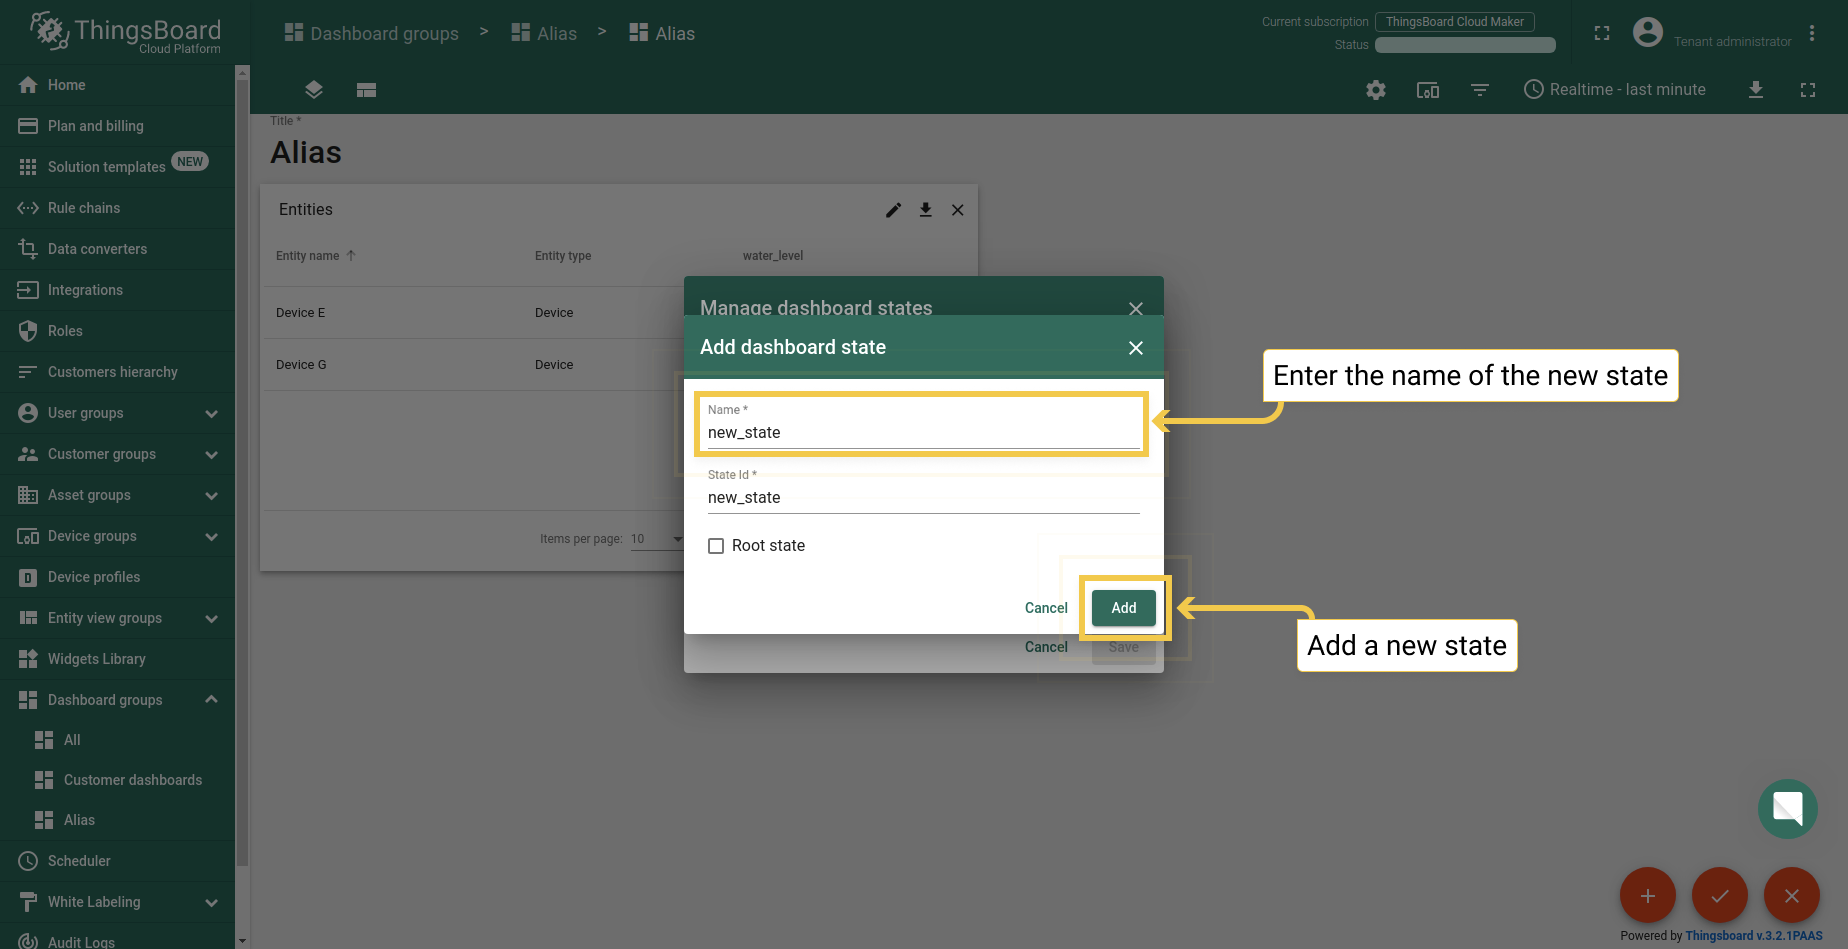 ThingsBoard
Cloud Platform
Dashboard groups > Alias > Alias
Current subscription ThingsBoard Cloud Maker
Status
Tenant administrator
Realtime - last minute
Home
Plan and billing
Solution templates NEW
Rule chains
Data converters
Integrations
Roles
Customers hierarchy
User groups
Customer groups
Asset groups
Device groups
Device profiles
Entity view groups
Widgets Library
Dashboard groups
All
Customer dashboards
Alias
Scheduler
White Labeling
Audit Logs
Title *
Alias
Entities
Entity name Entity type water_level
Device E Device
Device G Device
Items per page: 10
Manage dashboard states
Add dashboard state
Name *
new_state
State Id *
new_state
Root state
Cancel Add
Cancel Save
Enter the name of the new state
Add a new state
Powered by Thingsboard v.3.2.1PAAS